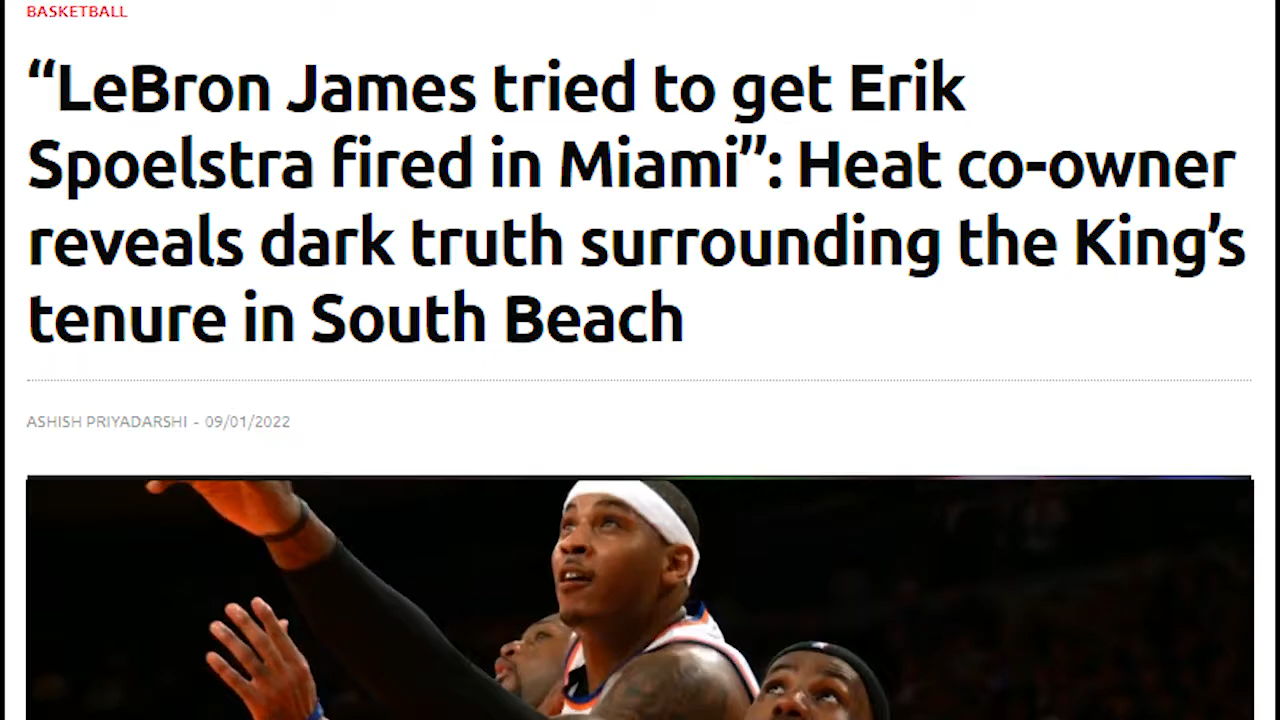 BASKETBALL
“LeBron James tried to get Erik
Spoelstra fired in Miami”: Heat co-owner
reveals dark truth surrounding the King’s
tenure in South Beach
ASHISH PRIYADARSHI - 09/01/2022